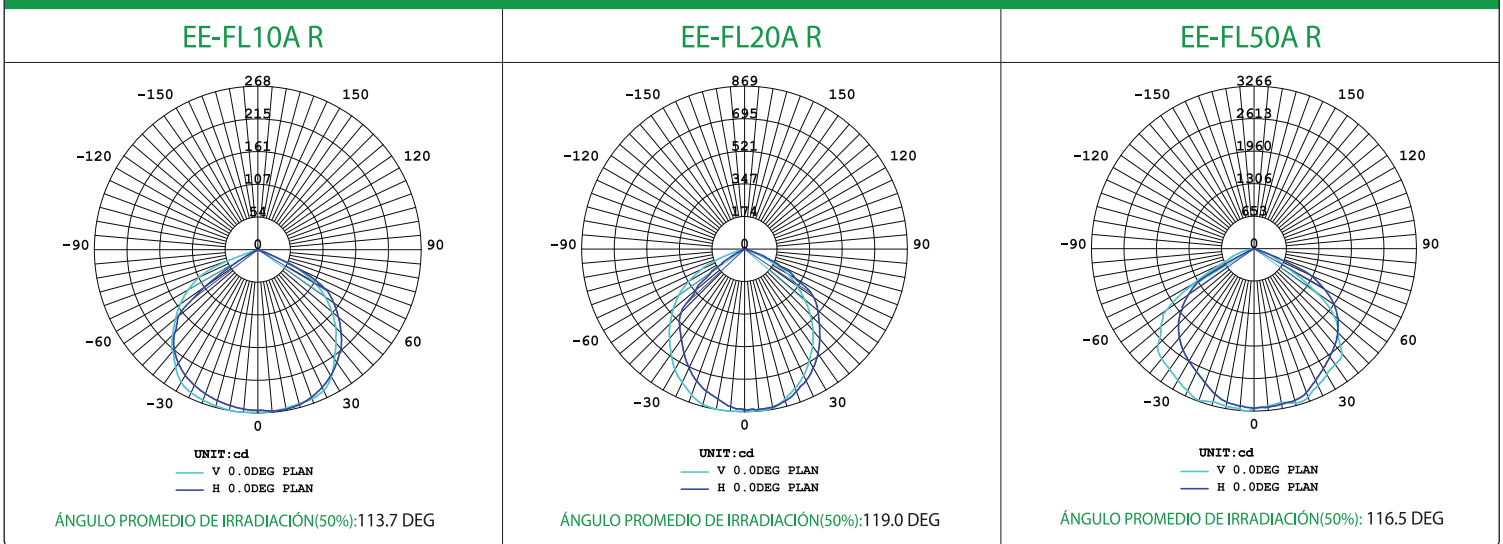 EE-FL10A R
268
-150 150
215
161
-120 120
107
54
-90 0 90
-60 60
-30 30
0
UNIT:cd
V 0.0DEG PLAN
H 0.0DEG PLAN
ÁNGULO PROMEDIO DE IRRADIACIÓN(50%):113.7 DEG
EE-FL20A R
869
-150 150
695
521
-120 120
347
174
-90 0 90
-60 60
-30 30
0
UNIT:cd
V 0.0DEG PLAN
H 0.0DEG PLAN
ÁNGULO PROMEDIO DE IRRADIACIÓN(50%):119.0 DEG
EE-FL50A R
3266
-150 150
2613
1960
-120 120
1306
653
-90 0 90
-60 60
-30 30
0
UNIT:cd
V 0.0DEG PLAN
H 0.0DEG PLAN
ÁNGULO PROMEDIO DE IRRADIACIÓN(50%): 116.5 DEG